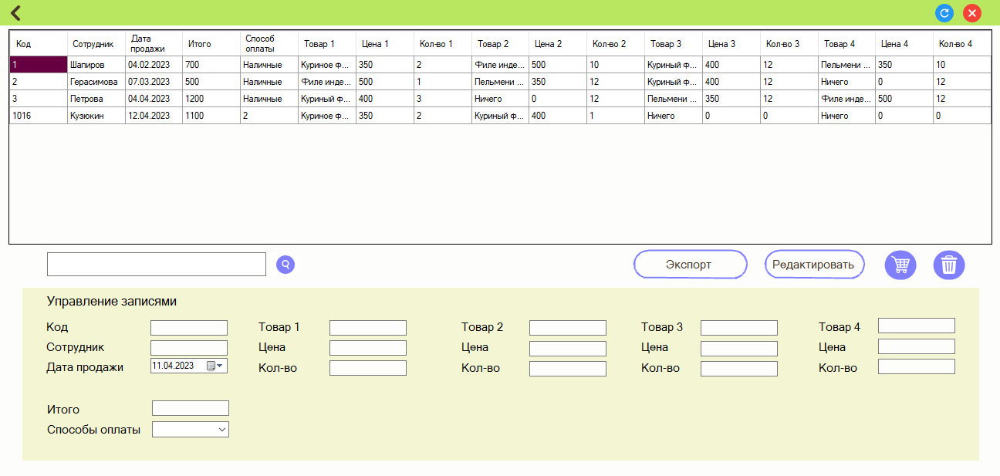 Код Сотрудник Дата продажи Итого Способ оплаты Товар 1 Цена 1 Кол-во 1 Товар 2 Цена 2 Кол-во 2 Товар 3 Цена 3 Кол-во 3 Товар 4 Цена 4 Кол-во 4
1 Шапиров 04.02.2023 700 Наличные Куриное ф... 350 2 Филе инде... 500 10 Куриный ф... 400 12 Пельмени ... 350 10
2 Герасимова 07.03.2023 500 Наличные Филе инде... 500 1 Пельмени ... 350 12 Куриный ф... 400 12 Ничего 0 12
3 Петрова 04.04.2023 1200 Наличные Куриный ф... 400 3 Ничего 0 12 Пельмени ... 350 12 Филе инде... 500 12
1016 Кузюкин 12.04.2023 1100 2 Куриное ф... 350 2 Куриный ф... 400 1 Ничего 0 0 Ничего 0 0
Экспорт Редактировать
Управление записями
Код Товар 1 Товар 2 Товар 3 Товар 4
Сотрудник Цена Цена Цена Цена
Дата продажи 11.04.2023 Кол-во Кол-во Кол-во Кол-во
Итого
Способы оплаты